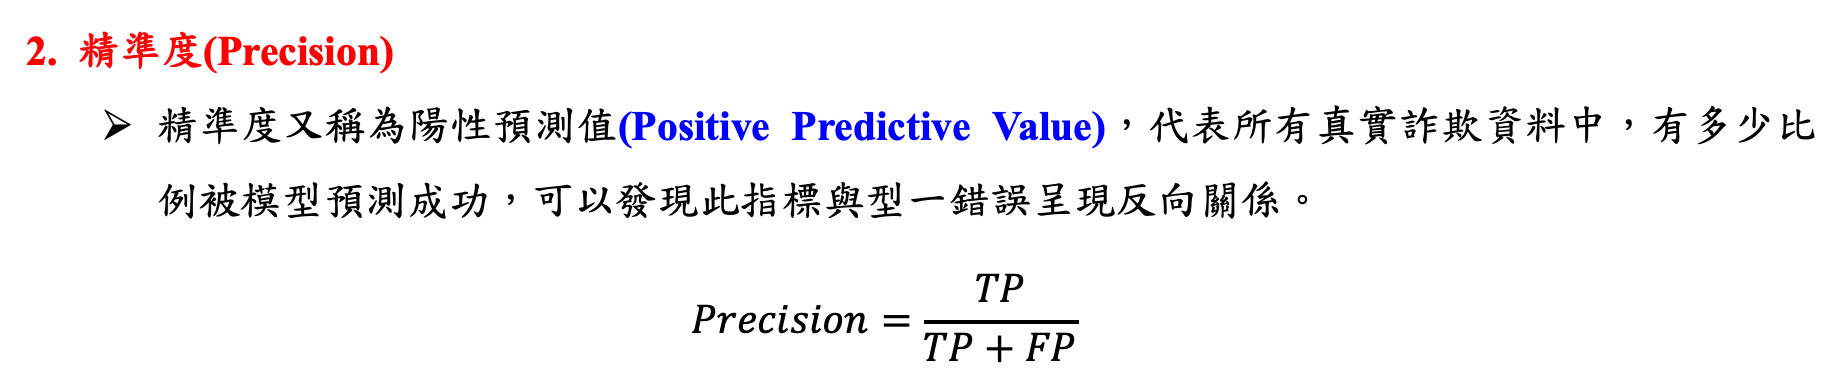 2. 精準度(Precision)
➢ 精準度又稱為陽性預測值(Positive Predictive Value)，代表所有真實詐欺資料中，有多少比
例被模型預測成功，可以發現此指標與型一錯誤呈現反向關係。
Precision = TP / (TP + FP)